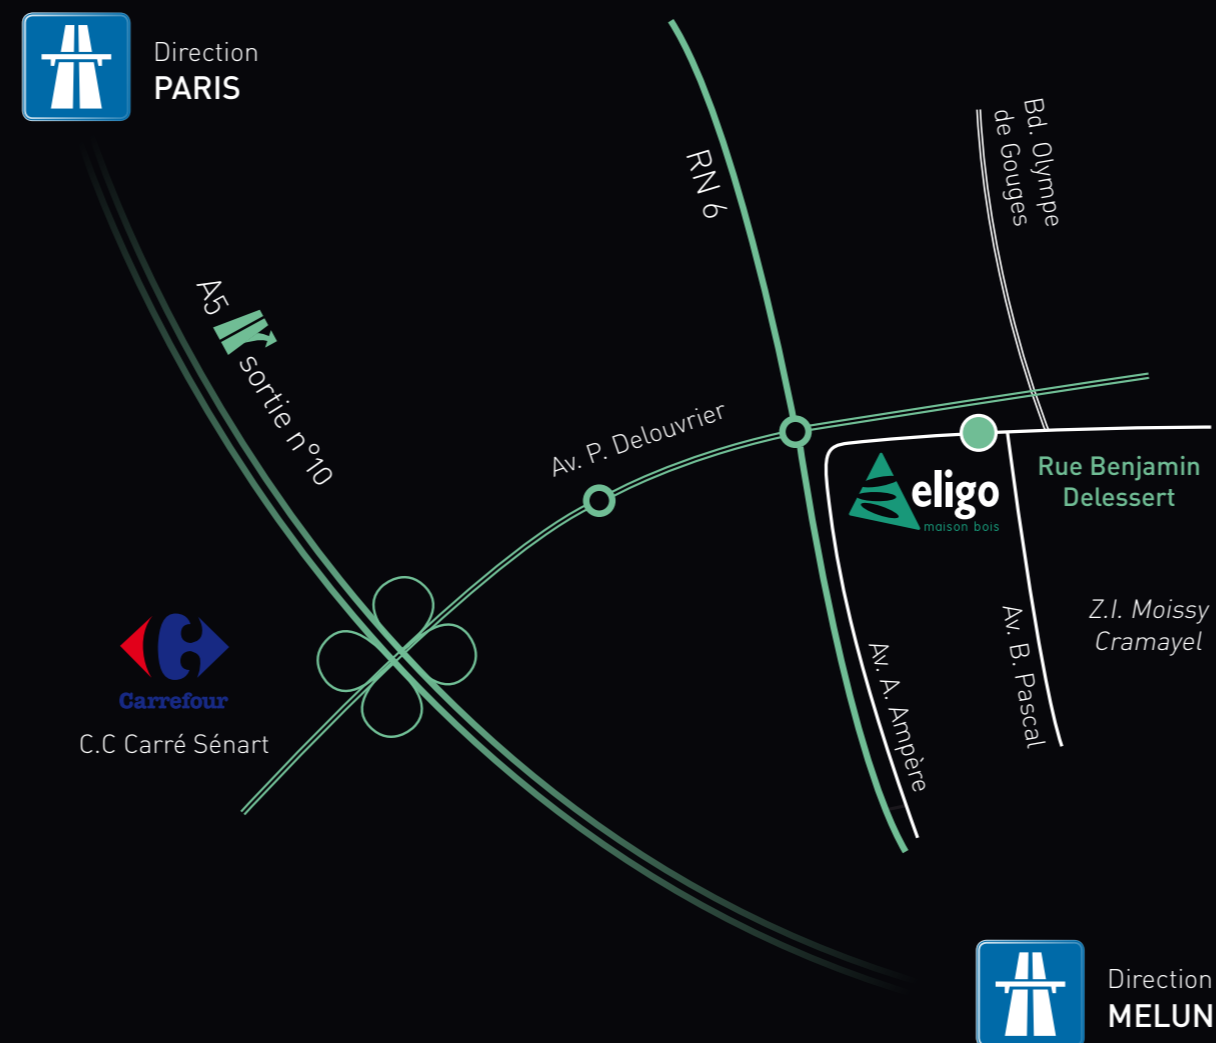 Direction
PARIS
RN 6
Bd. Olympe
de Gouges
A5
sortie n°10
Av. P. Delouvrier
eligo
maison bois
Rue Benjamin
Delessert
Z.I. Moissy
Cramayel
Av. B. Pascal
Av. A. Ampère
Carrefour
C.C Carré Sénart
Direction
MELUN